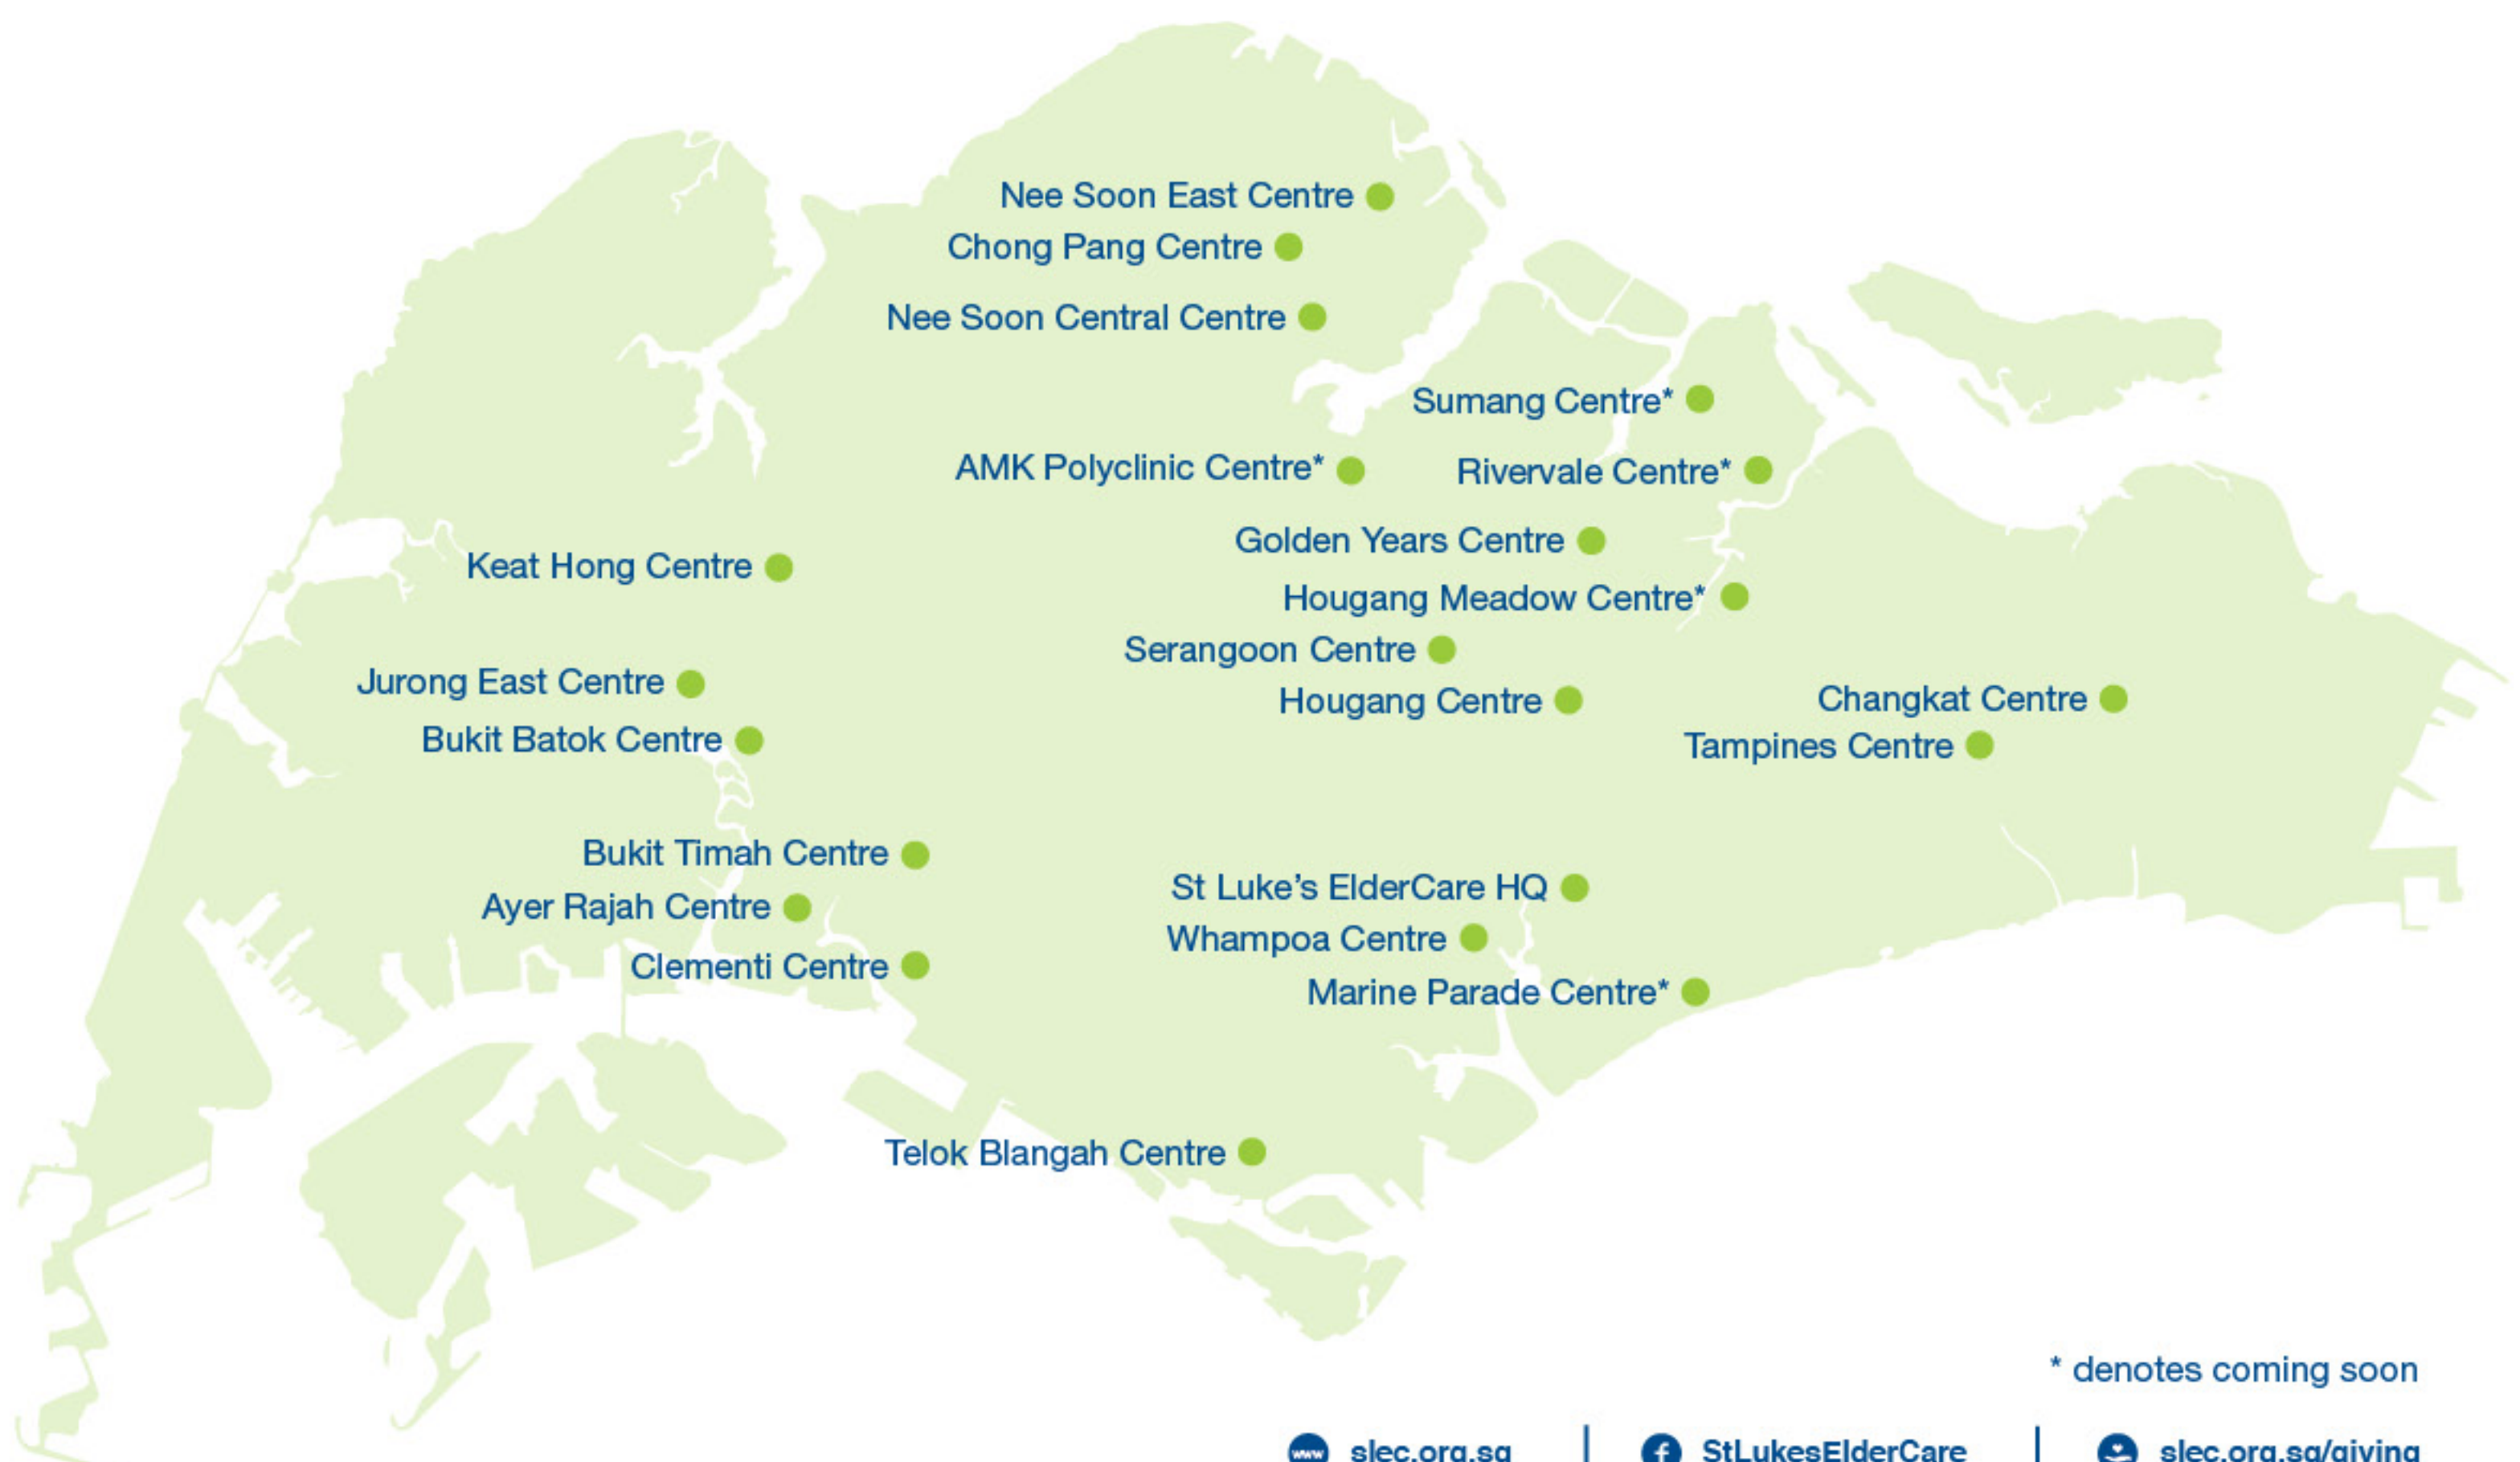 Nee Soon East Centre
Chong Pang Centre
Nee Soon Central Centre
Sumang Centre*
AMK Polyclinic Centre*
Rivervale Centre*
Golden Years Centre
Keat Hong Centre
Hougang Meadow Centre*
Serangoon Centre
Jurong East Centre
Hougang Centre
Changkat Centre
Bukit Batok Centre
Tampines Centre
Bukit Timah Centre
St Luke's ElderCare HQ
Ayer Rajah Centre
Whampoa Centre
Clementi Centre
Marine Parade Centre*
Telok Blangah Centre
* denotes coming soon
www slec.org.sg | f StLukesElderCare | slec.org.sg/giving